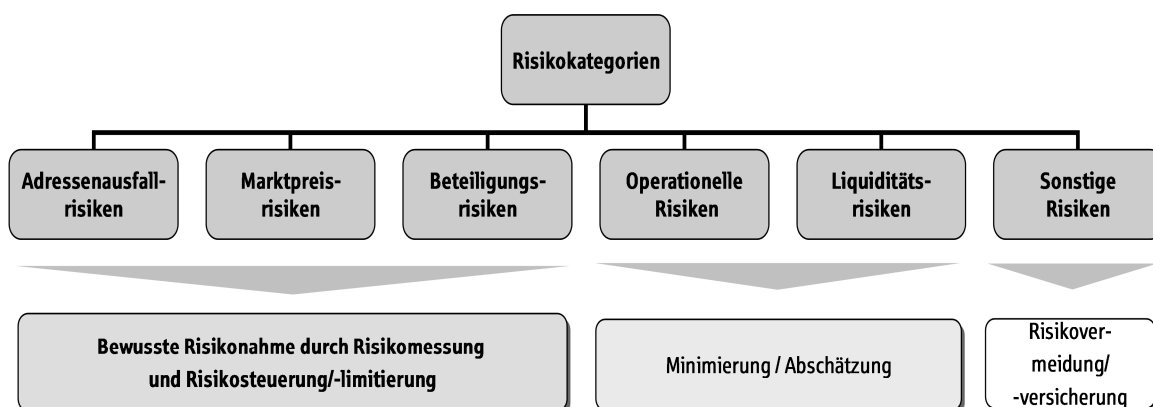 Risikokategorien
Adressenausfall-
risiken
Marktpreis-
risiken
Beteiligungs-
risiken
Operationelle
Risiken
Liquiditäts-
risiken
Sonstige
Risiken
Bewusste Risikonahme durch Risikomessung
und Risikosteuerung/-limitierung
Minimierung / Abschätzung
Risikover-
meidung/
-versicherung